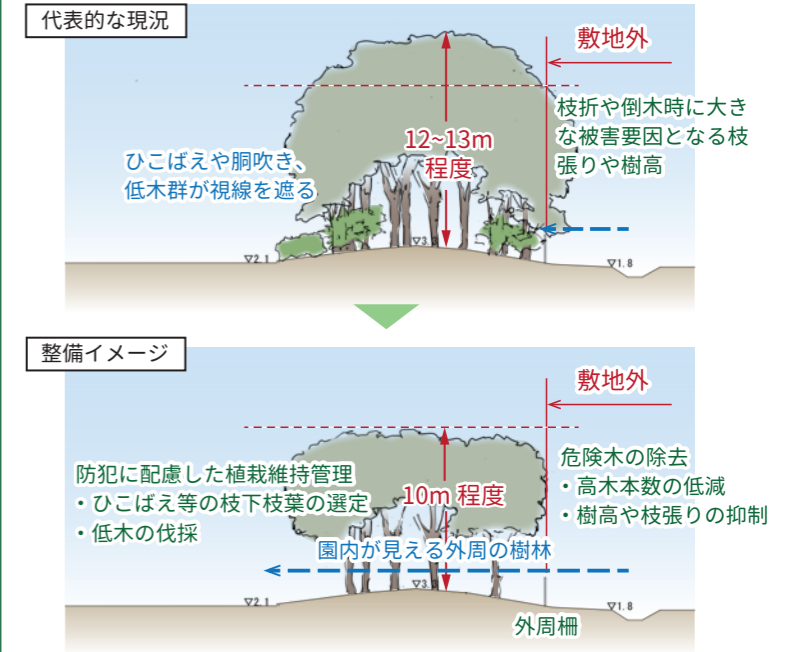 代表的な現況
敷地外
枝折や倒木時に大き
な被害要因となる枝
張りや樹高
12~13m
程度
ひこばえや胴吹き、
低木群が視線を遮る
▽2.1
▽1.8
整備イメージ
敷地外
防犯に配慮した植栽維持管理
・ひこばえ等の枝下枝葉の選定
・低木の伐採
10m 程度
危険木の除去
・高木本数の低減
・樹高や枝張りの抑制
園内が見える外周の樹林
▽2.1
▽1.8
外周柵